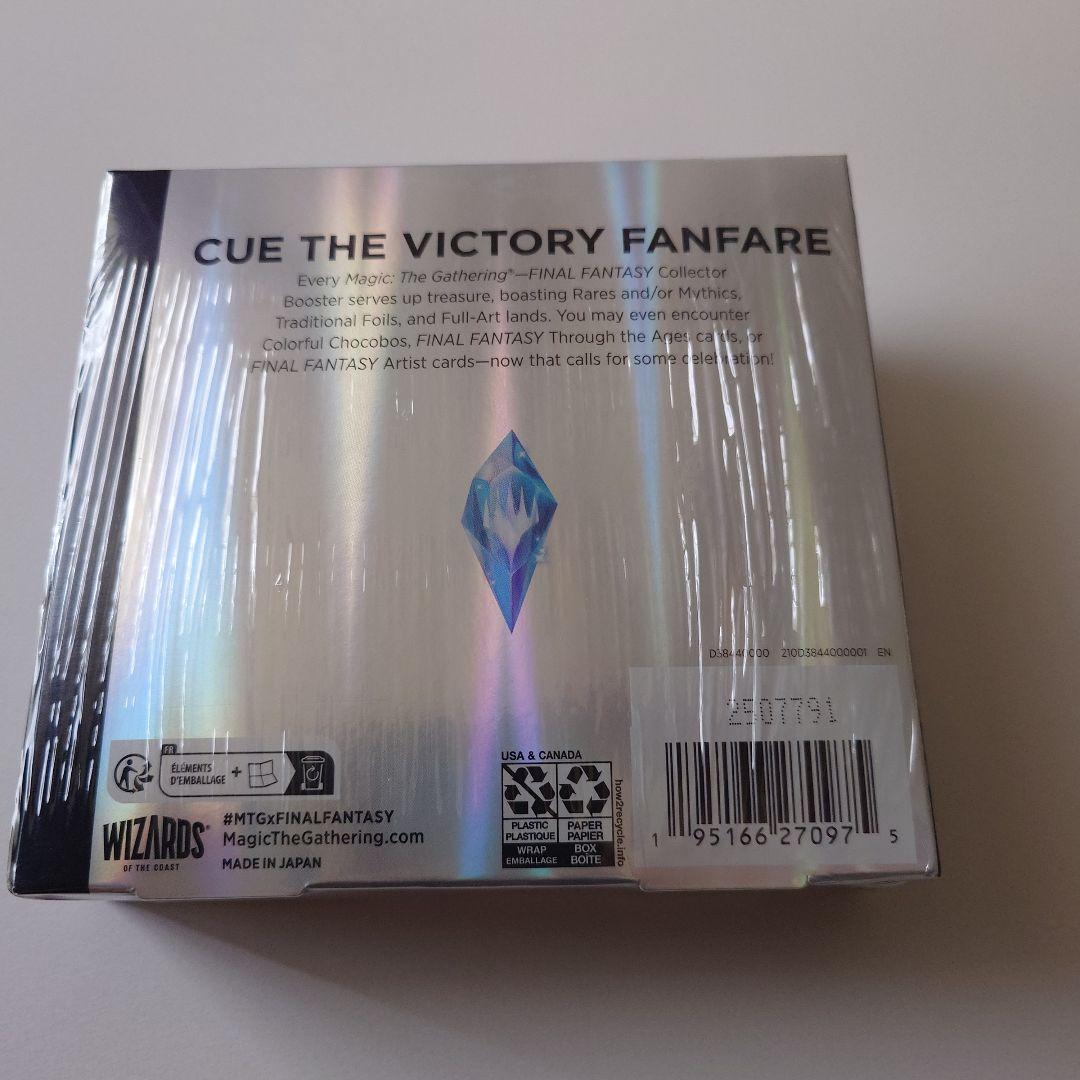 CUE THE VICTORY FANFARE
Every Magic: The Gathering®—FINAL FANTASY Collector
Booster serves up treasure, boasting Rares and/or Mythics,
Traditional Foils, and Full-Art lands. You may even encounter
Colorful Chocobos, FINAL FANTASY Through the Ages cards, or
FINAL FANTASY Artist cards—now that calls for some celebration!
D38440000 210D3844000001 EN
2507791
FR
ÉLÉMENTS
D'EMBALLAGE
+
#MTGxFINALFANTASY
MagicTheGathering.com
MADE IN JAPAN
WIZARDS®
OF THE COAST
USA & CANADA
PLASTIC
PLASTIQUE
WRAP
EMBALLAGE
PAPER
PAPIER
BOX
BOÎTE
how2recycle.info
1 95166 27097 5